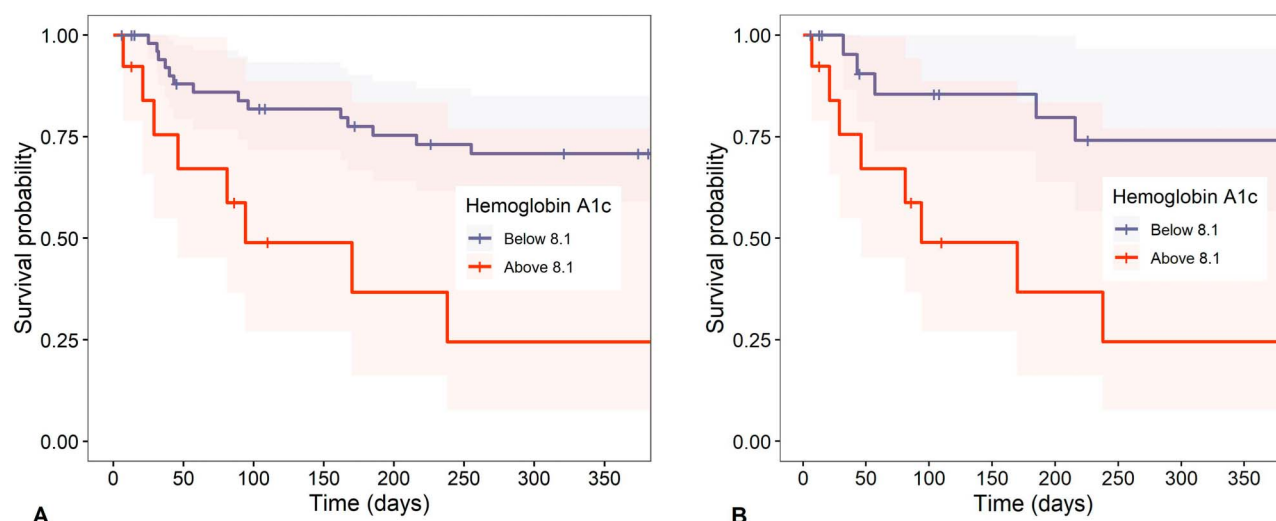 1.00
0.75
0.50
0.25
0.00
Survival probability
Hemoglobin A1c
Below 8.1
Above 8.1
0 50 100 150 200 250 300 350
Time (days)
A
1.00
0.75
0.50
0.25
0.00
Survival probability
Hemoglobin A1c
Below 8.1
Above 8.1
0 50 100 150 200 250 300 350
Time (days)
B